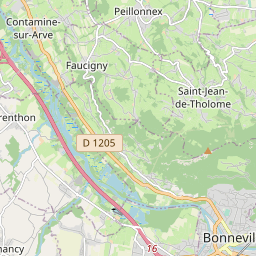 Peillonnex
Contamine-
sur-Arve
Faucigny
Saint-Jean-
de-Tholome
renthon
D 1205
Bonnevil
nancy
16